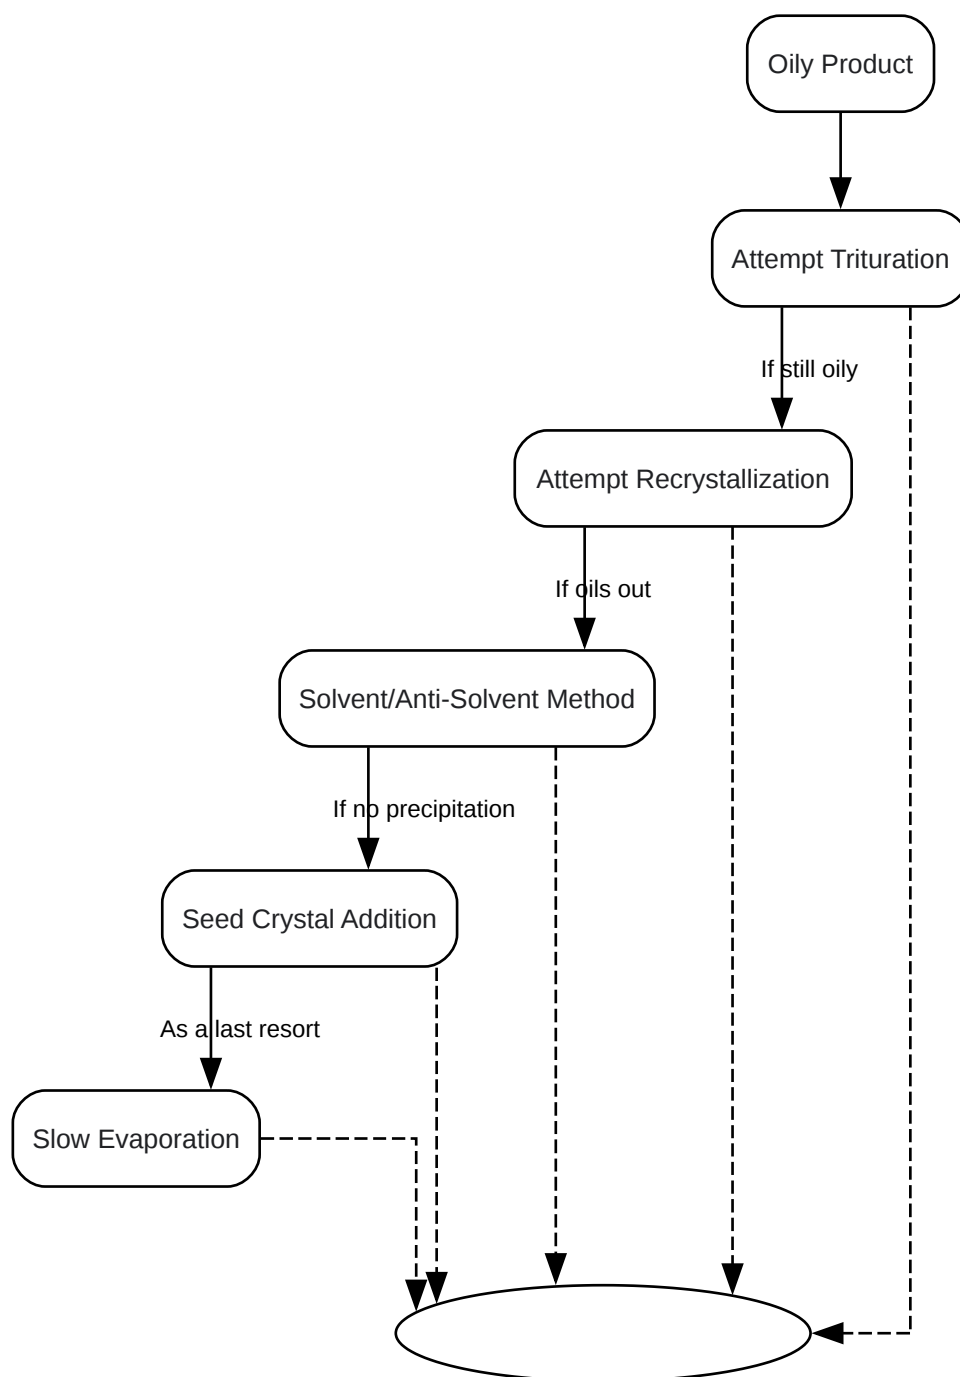 Oily Product
Attempt Trituration
If still oily
Attempt Recrystallization
If oils out
Solvent/Anti-Solvent Method
If no precipitation
Seed Crystal Addition
As a last resort
Slow Evaporation